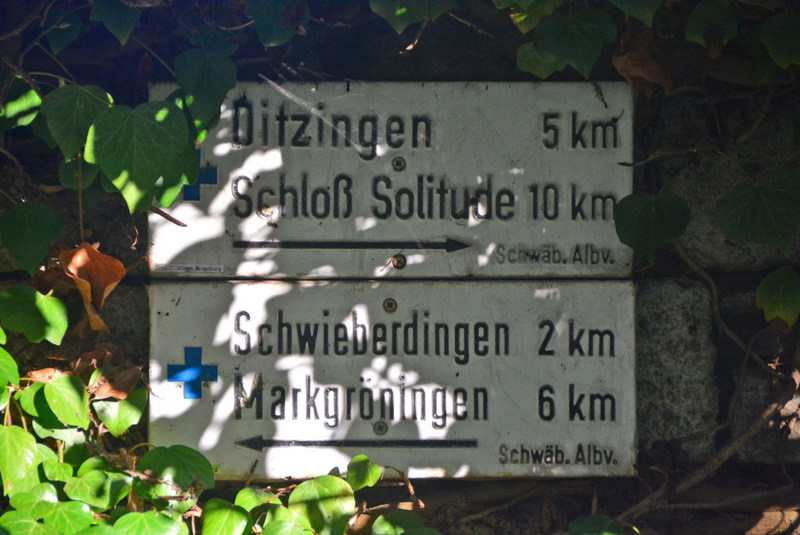 Ditzingen 5 km
Schloß Solitude 10 km
Schwäb. Albv.
Schwieberdingen 2 km
Markgröningen 6 km
Schwäb. Albv.